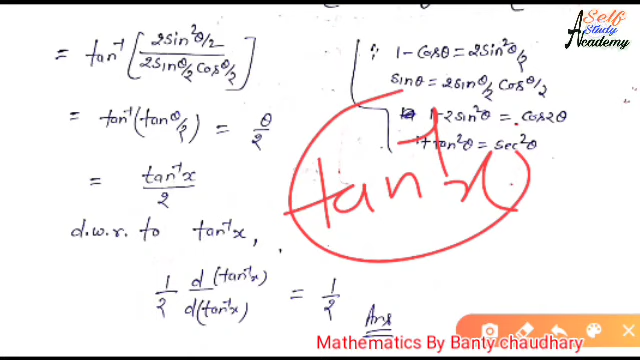 Self
Study
Academy
= tan⁻¹ [ 2sin²θ/2 / 2sinθ/2 cosθ/2 ]
∵ 1-cosθ = 2sin²θ/2
sinθ = 2sinθ/2 cosθ/2
= tan⁻¹(tanθ/2) = θ/2
1-2sin²θ = cos2θ
1+tan²θ = sec²θ
tan⁻¹x
= tan⁻¹x / 2
d.w.r. to tan⁻¹x,
1/2 d(tan⁻¹x) / d(tan⁻¹x) = 1/2 Ans
Mathematics By Banty chaudhary